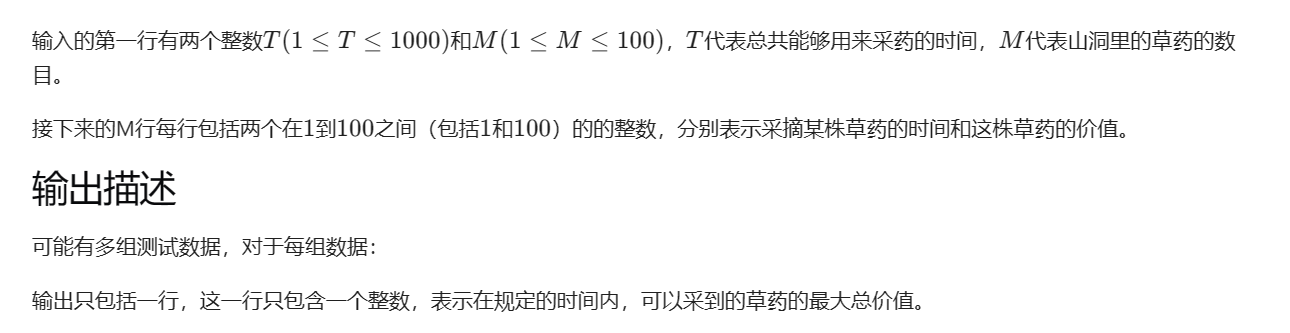 输入的第一行有两个整数T(1 ≤ T ≤ 1000)和M(1 ≤ M ≤ 100)，T代表总共能够用来采药的时间，M代表山洞里的草药的数
目。
接下来的M行每行包括两个在1到100之间（包括1和100）的的整数，分别表示采摘某株草药的时间和这株草药的价值。
输出描述
可能有多组测试数据，对于每组数据：
输出只包括一行，这一行只包含一个整数，表示在规定的时间内，可以采到的草药的最大总价值。